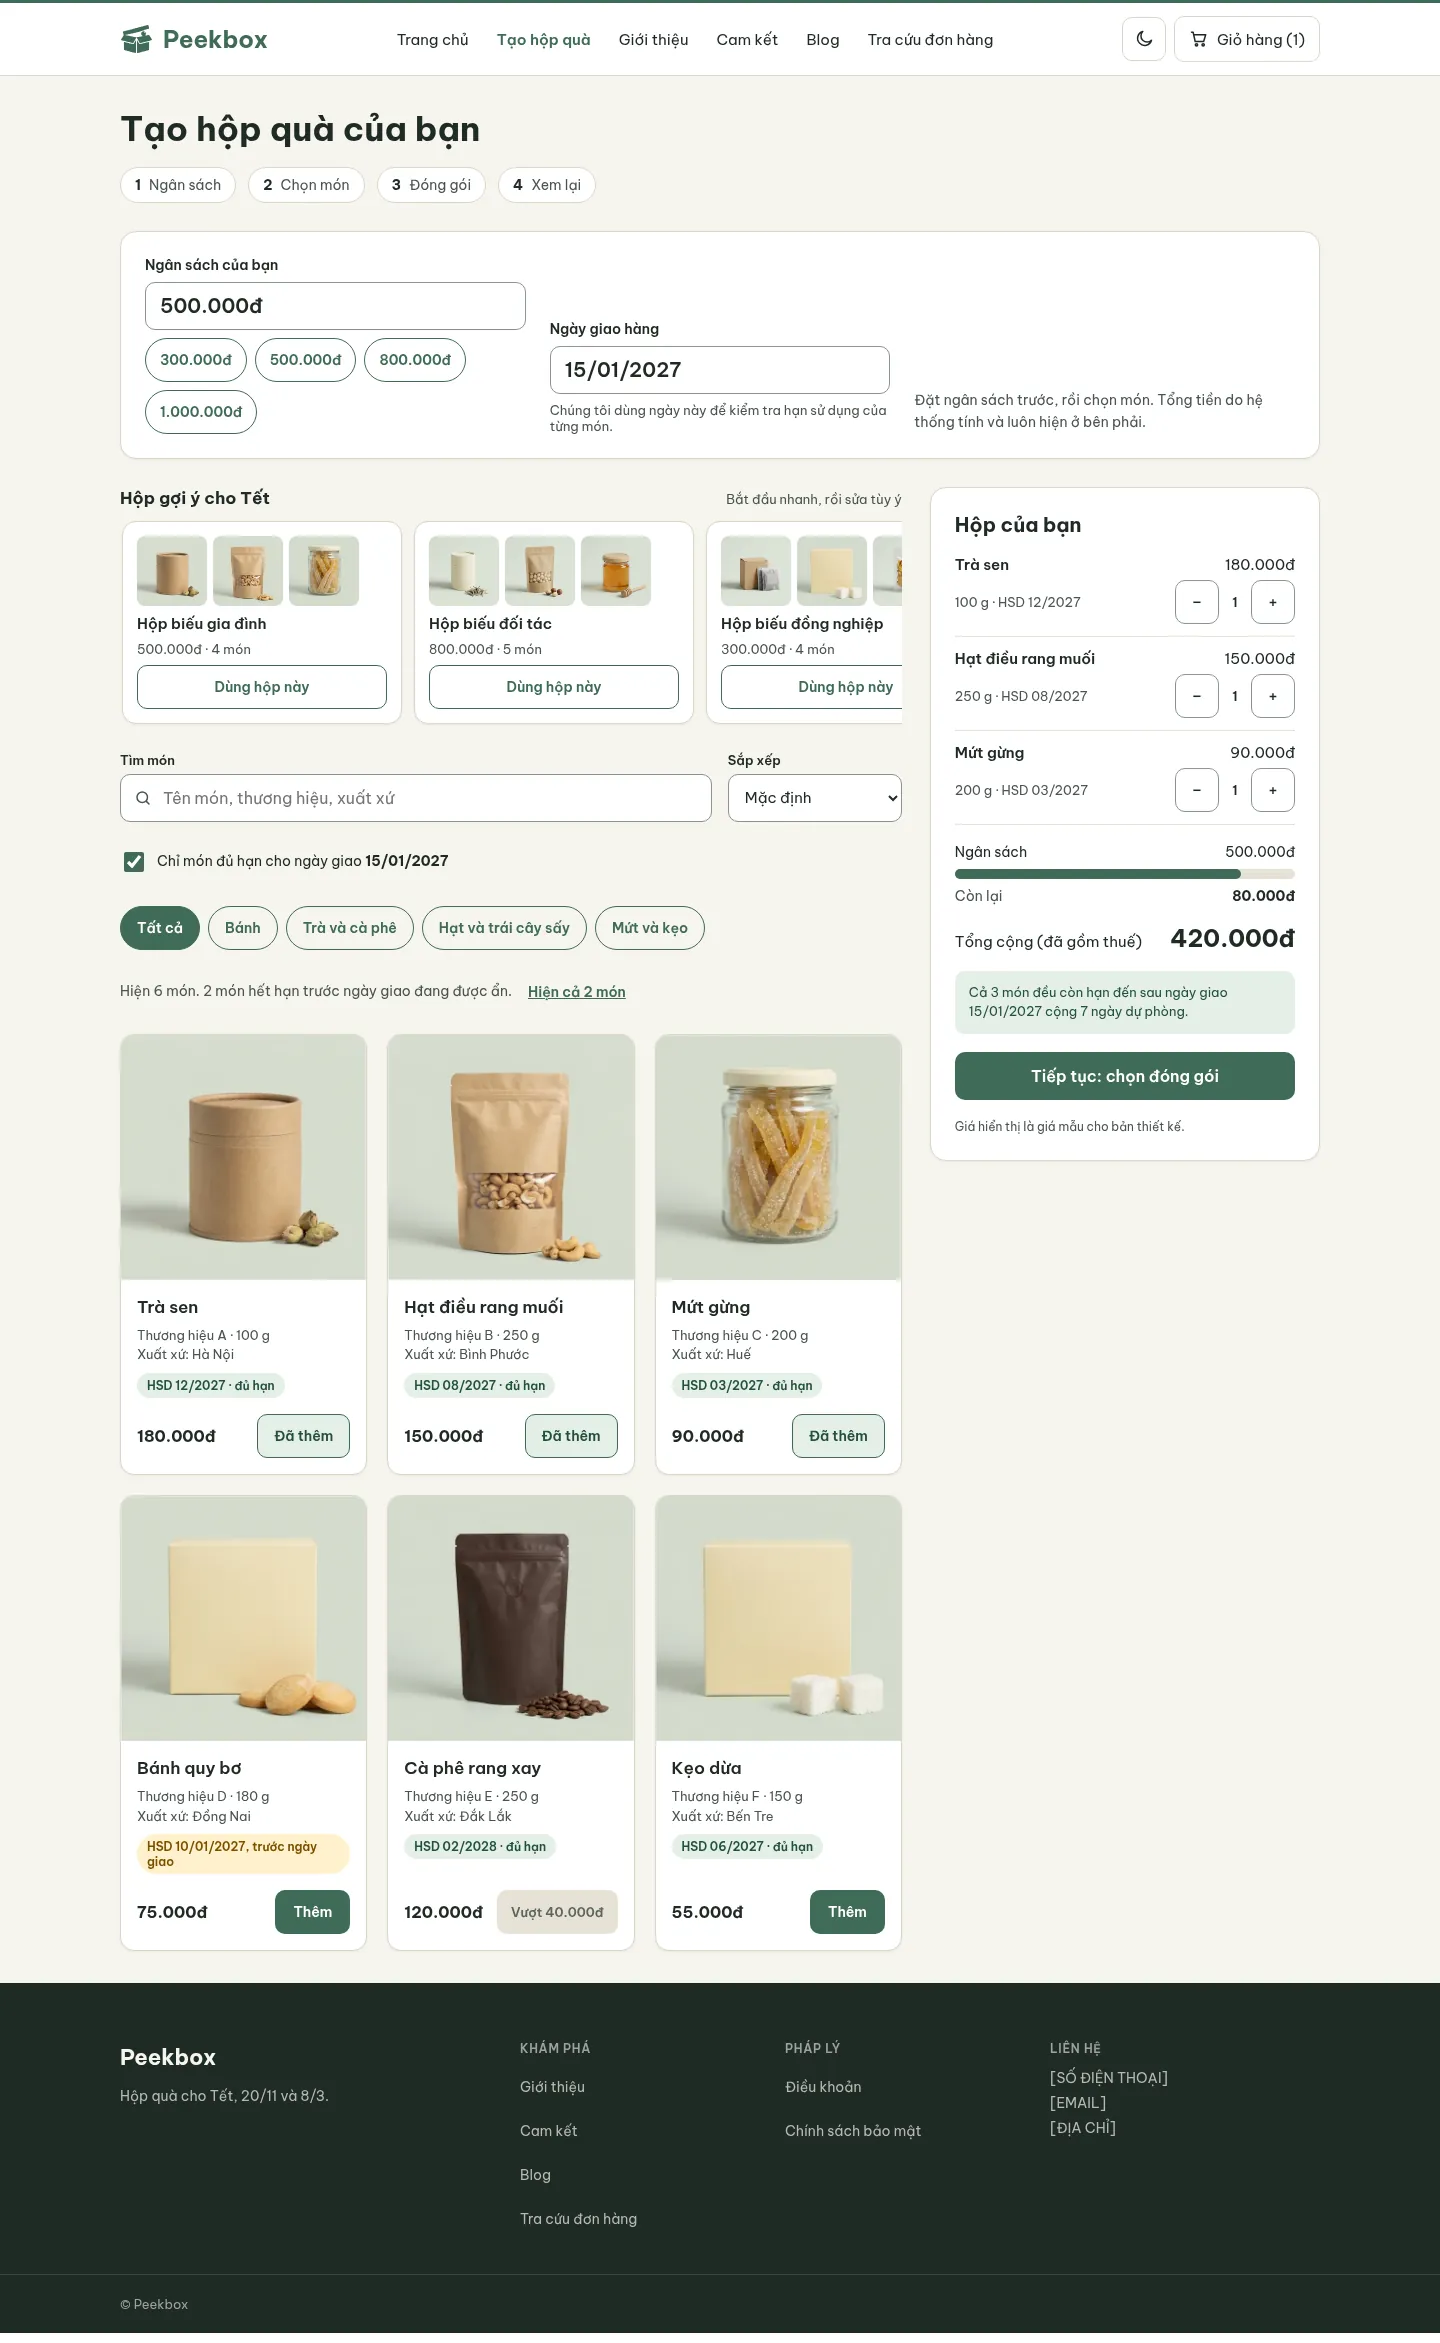 Peekbox
Trang chủ
Tạo hộp quà
Giới thiệu
Cam kết
Blog
Tra cứu đơn hàng
Giỏ hàng (1)
Tạo hộp quà của bạn
1 Ngân sách
2 Chọn món
3 Đóng gói
4 Xem lại
Ngân sách của bạn
500.000đ
300.000đ
500.000đ
800.000đ
1.000.000đ
Ngày giao hàng
15/01/2027
Chúng tôi dùng ngày này để kiểm tra hạn sử dụng của
từng món.
Đặt ngân sách trước, rồi chọn món. Tổng tiền do hệ
thống tính và luôn hiện ở bên phải.
Hộp gợi ý cho Tết
Bắt đầu nhanh, rồi sửa tùy ý
Hộp biếu gia đình
500.000đ · 4 món
Dùng hộp này
Hộp biếu đối tác
800.000đ · 5 món
Dùng hộp này
Hộp biếu đồng nghiệp
300.000đ · 4 món
Dùng hộp này
Tìm món
Tên món, thương hiệu, xuất xứ
Sắp xếp
Mặc định
Chỉ món đủ hạn cho ngày giao 15/01/2027
Tất cả
Bánh
Trà và cà phê
Hạt và trái cây sấy
Mứt và kẹo
Hiện 6 món. 2 món hết hạn trước ngày giao đang được ẩn.
Hiện cả 2 món
Trà sen
Thương hiệu A · 100 g
Xuất xứ: Hà Nội
HSD 12/2027 · đủ hạn
180.000đ
Đã thêm
Hạt điều rang muối
Thương hiệu B · 250 g
Xuất xứ: Bình Phước
HSD 08/2027 · đủ hạn
150.000đ
Đã thêm
Mứt gừng
Thương hiệu C · 200 g
Xuất xứ: Huế
HSD 03/2027 · đủ hạn
90.000đ
Đã thêm
Bánh quy bơ
Thương hiệu D · 180 g
Xuất xứ: Đồng Nai
HSD 10/01/2027, trước ngày
giao
75.000đ
Thêm
Cà phê rang xay
Thương hiệu E · 250 g
Xuất xứ: Đắk Lắk
HSD 02/2028 · đủ hạn
120.000đ
Vượt 40.000đ
Kẹo dừa
Thương hiệu F · 150 g
Xuất xứ: Bến Tre
HSD 06/2027 · đủ hạn
55.000đ
Thêm
Hộp của bạn
Trà sen
180.000đ
100 g · HSD 12/2027
− 1 +
Hạt điều rang muối
150.000đ
250 g · HSD 08/2027
− 1 +
Mứt gừng
90.000đ
200 g · HSD 03/2027
− 1 +
Ngân sách
500.000đ
Còn lại
80.000đ
Tổng cộng (đã gồm thuế)
420.000đ
Cả 3 món đều còn hạn đến sau ngày giao
15/01/2027 cộng 7 ngày dự phòng.
Tiếp tục: chọn đóng gói
Giá hiển thị là giá mẫu cho bản thiết kế.
Peekbox
Hộp quà cho Tết, 20/11 và 8/3.
KHÁM PHÁ
Giới thiệu
Cam kết
Blog
Tra cứu đơn hàng
PHÁP LÝ
Điều khoản
Chính sách bảo mật
LIÊN HỆ
[SỐ ĐIỆN THOẠI]
[EMAIL]
[ĐỊA CHỈ]
© Peekbox